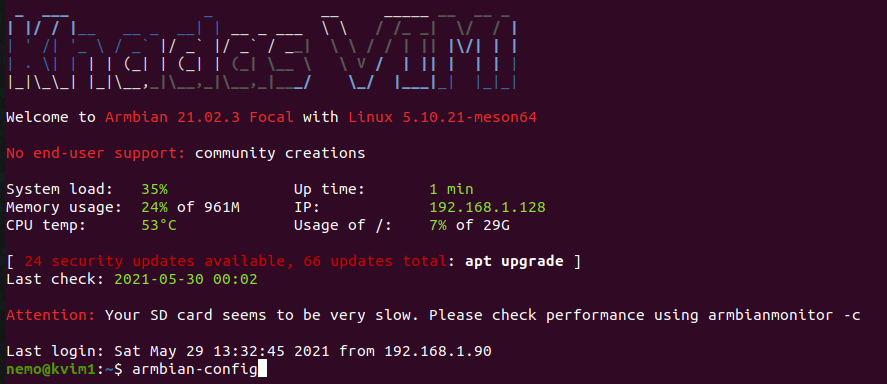 Khadas VIM
Welcome to Armbian 21.02.3 Focal with Linux 5.10.21-meson64
No end-user support: community creations
System load: 35% Up time: 1 min
Memory usage: 24% of 961M IP: 192.168.1.128
CPU temp: 53°C Usage of /: 7% of 29G
[ 24 security updates available, 66 updates total: apt upgrade ]
Last check: 2021-05-30 00:02
Attention: Your SD card seems to be very slow. Please check performance using armbianmonitor -c
Last login: Sat May 29 13:32:45 2021 from 192.168.1.90
nemo@kvim1:~$ armbian-config